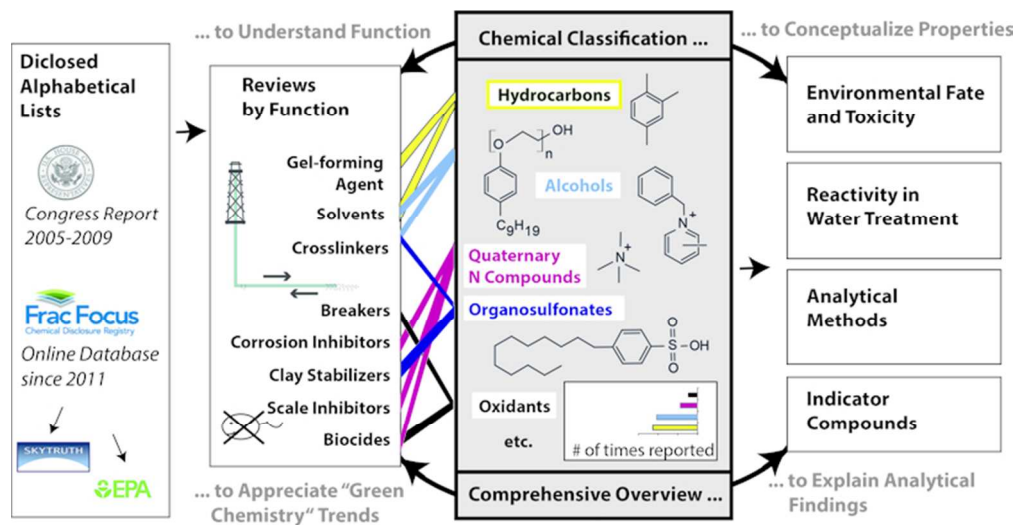 ... to Understand Function
Chemical Classification ...
... to Conceptualize Properties
Diclosed
Alphabetical
Lists
Congress Report
2005-2009
Frac Focus
Chemical Disclosure Registry
Online Database
since 2011
SKYTRUTH
EPA
Reviews
by Function
Gel-forming
Agent
Solvents
Crosslinkers
Breakers
Corrosion Inhibitors
Clay Stabilizers
Scale Inhibitors
Biocides
Hydrocarbons
OH
O
n
C9H19
Alcohols
N
+
Quaternary
N Compounds
N
+
Organosulfonates
O
S
OH
O
Oxidants
etc.
# of times reported
Environmental Fate
and Toxicity
Reactivity in
Water Treatment
Analytical
Methods
Indicator
Compounds
... to Appreciate “Green
Chemistry“ Trends
Comprehensive Overview ...
... to Explain Analytical
Findings